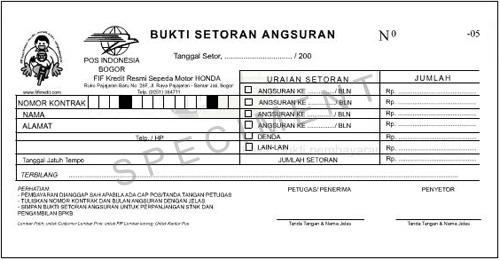 BUKTI SETORAN ANGSURAN
N0 -05
Tanggal Setor, ................................ / 200
www.fifmoto.com
POS INDONESIA
BOGOR
FIF Kredit Resmi Sepeda Motor HONDA
Ruko Pajajaran Baru No. 26F, Jl. Raya Pajajaran - Bantar Jati, Bogor
Telp. (0251) 364711
URAIAN SETORAN JUMLAH
ANGSURAN KE ............/ BLN Rp.
NOMOR KONTRAK ANGSURAN KE ............/ BLN Rp.
NAMA ANGSURAN KE ............/ BLN Rp.
ALAMAT ANGSURAN KE ............/ BLN Rp.
Telp. / HP DENDA Rp.
LAIN-LAIN Rp.
Tanggal Jatuh Tempo JUMLAH SETORAN Rp.
TERBILANG
SPECIMENT
bukti pembayaran
PERHATIAN
- PEMBAYARAN DIANGGAP SAH APABILA ADA CAP POS/TANDA TANGAN PETUGAS
- TULISKAN NOMOR KONTRAK DAN BULAN ANGSURAN DENGAN JELAS
- SIMPAN BUKTI SETORAN ANGSURAN UNTUK PERPANJANGAN STNK DAN
PENGAMBILAN BPKB
Lembar Putih: untuk Customer Lembar Pink: untuk FIF Lembar kuning: Untuk Kantor Pos
PETUGAS/ PENERIMA PENYETOR
Tanda Tangan & Nama Jelas Tanda Tangan & Nama Jelas